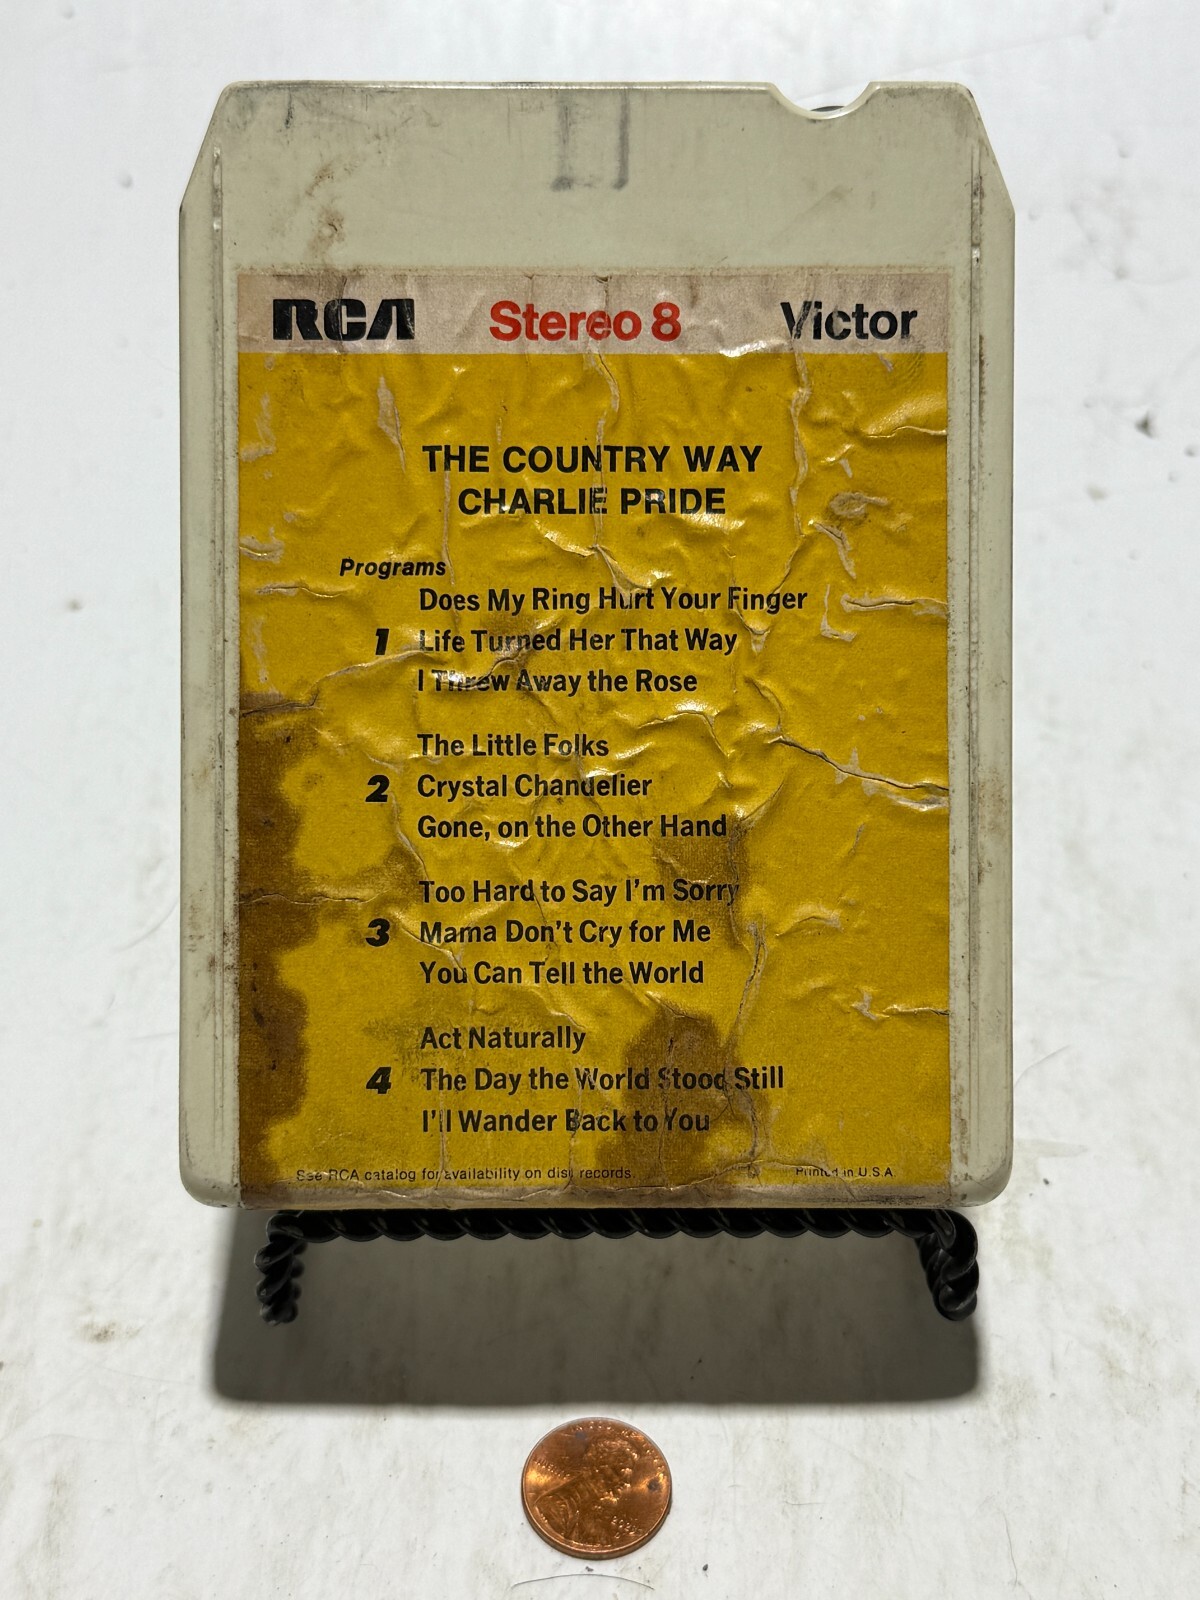 RCA Stereo 8 Victor
THE COUNTRY WAY
CHARLIE PRIDE
Programs
Does My Ring Hurt Your Finger
1 Life Turned Her That Way
I Threw Away the Rose
The Little Folks
2 Crystal Chandelier
Gone, on the Other Hand
Too Hard to Say I'm Sorry
3 Mama Don't Cry for Me
You Can Tell the World
Act Naturally
4 The Day the World Stood Still
I'll Wander Back to You
See RCA catalog for availability on disc records. Printed in U.S.A.